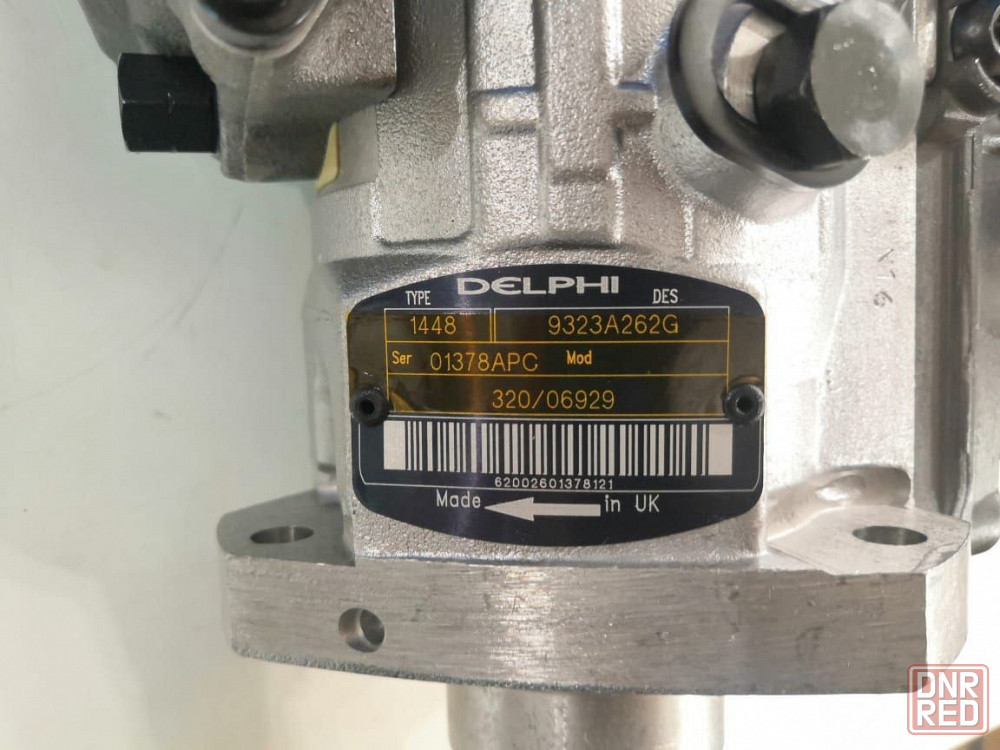 DELPHI
TYPE DES
1448 9323A262G
Ser 01378APC Mod
320/06929
62002601378121
Made in UK
DNR
RED